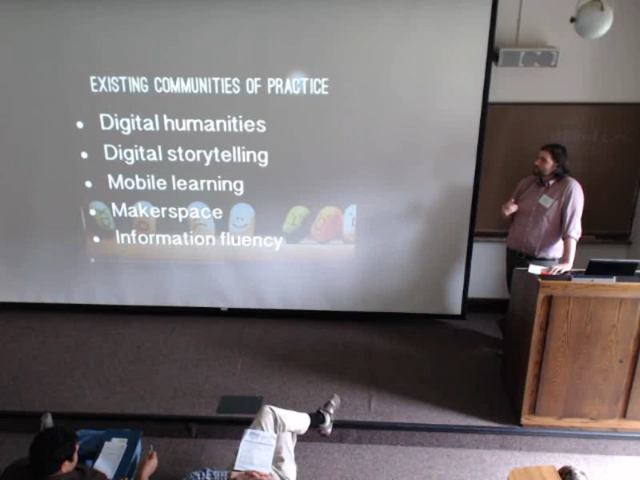 EXISTING COMMUNITIES OF PRACTICE
• Digital humanities
• Digital storytelling
• Mobile learning
• Makerspace
• Information fluency